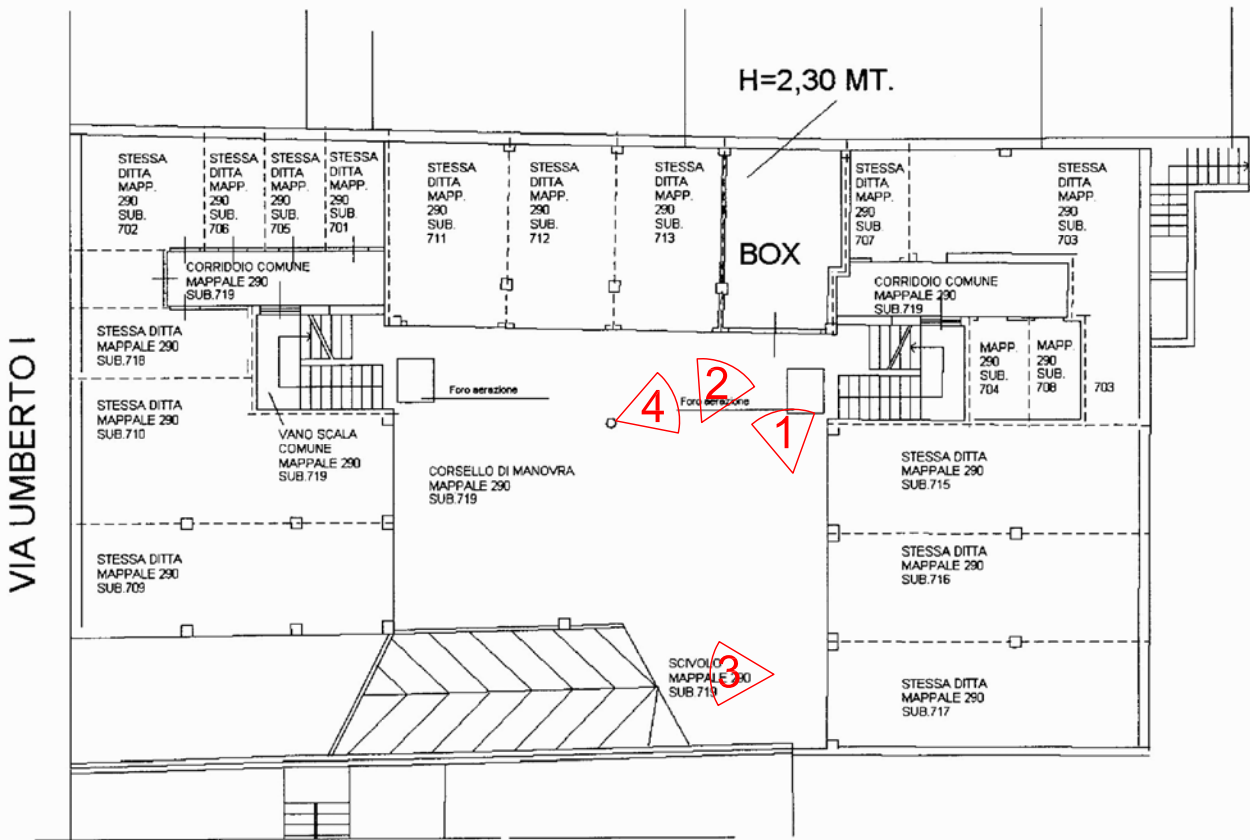 H=2,30 MT.
STESSA
DITTA
MAPP.
290
SUB.
702
STESSA
DITTA
MAPP.
290
SUB.
706
STESSA
DITTA
MAPP.
290
SUB.
705
STESSA
DITTA
MAPP.
290
SUB.
701
STESSA
DITTA
MAPP.
290
SUB.
711
STESSA
DITTA
MAPP.
290
SUB.
712
STESSA
DITTA
MAPP.
290
SUB.
713
BOX
STESSA
DITTA
MAPP.
290
SUB.
707
STESSA
DITTA
MAPP.
290
SUB.
703
CORRIDOIO COMUNE
MAPPALE 290
SUB.719
CORRIDOIO COMUNE
MAPPALE 290
SUB.719
STESSA DITTA
MAPPALE 290
SUB.718
MAPP.
290
SUB.
704
MAPP.
290
SUB.
708
703
Foro aerazione
Foro aerazione
2
4
1
STESSA DITTA
MAPPALE 290
SUB.710
VANO SCALA
COMUNE
MAPPALE 290
SUB.719
CORSELLO DI MANOVRA
MAPPALE 290
SUB.719
STESSA DITTA
MAPPALE 290
SUB.715
STESSA DITTA
MAPPALE 290
SUB.709
STESSA DITTA
MAPPALE 290
SUB.716
SCIVOLO
MAPPALE 290
SUB.719
3
STESSA DITTA
MAPPALE 290
SUB.717
VIA UMBERTO I